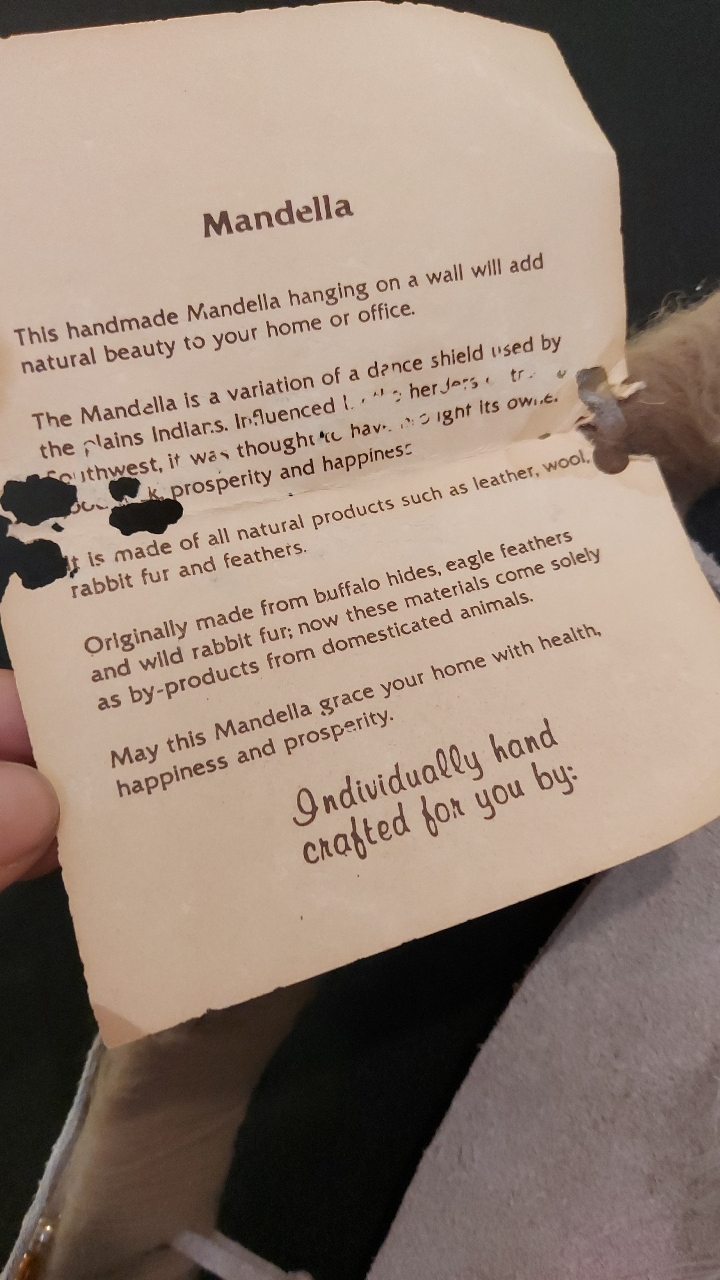 Mandella
This handmade Mandella hanging on a wall will add
natural beauty to your home or office.
The Mandella is a variation of a dance shield used by
the plains Indians. Influenced herders
Southwest, it was thought to have its owner
prosperity and happiness
It is made of all natural products such as leather, wool,
rabbit fur and feathers.
Originally made from buffalo hides, eagle feathers
and wild rabbit fur; now these materials come solely
as by-products from domesticated animals.
May this Mandella grace your home with health,
happiness and prosperity.
Individually hand
crafted for you by: